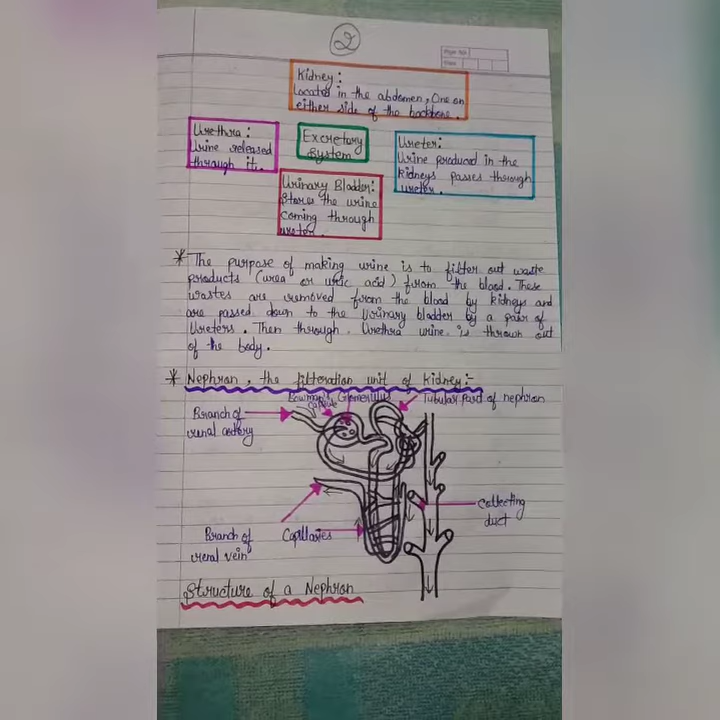 2
Page No.
Date
Kidney:
Located in the abdomen, One on
either side of the backbone.
Urethra:
Urine released
through it.
Excretory
System
Ureter:
Urine produced in the
kidneys passes through
ureter.
Urinary Bladder:
Stores the urine
coming through
ureter.
* The purpose of making urine is to filter out waste
products (urea or uric acid) from the blood. These
wastes are removed from the blood by kidneys and
are passed down to the Urinary bladder by a pair of
Ureters. Then through Urethra urine is thrown out
of the body.
* Nephron, the filteration unit of Kidney:-
Bowman's
Capsule
Glomerulus
Tubular part of nephron
Branch of
renal artery
Collecting
duct
Branch of
renal vein
Capillaries
Structure of a Nephron